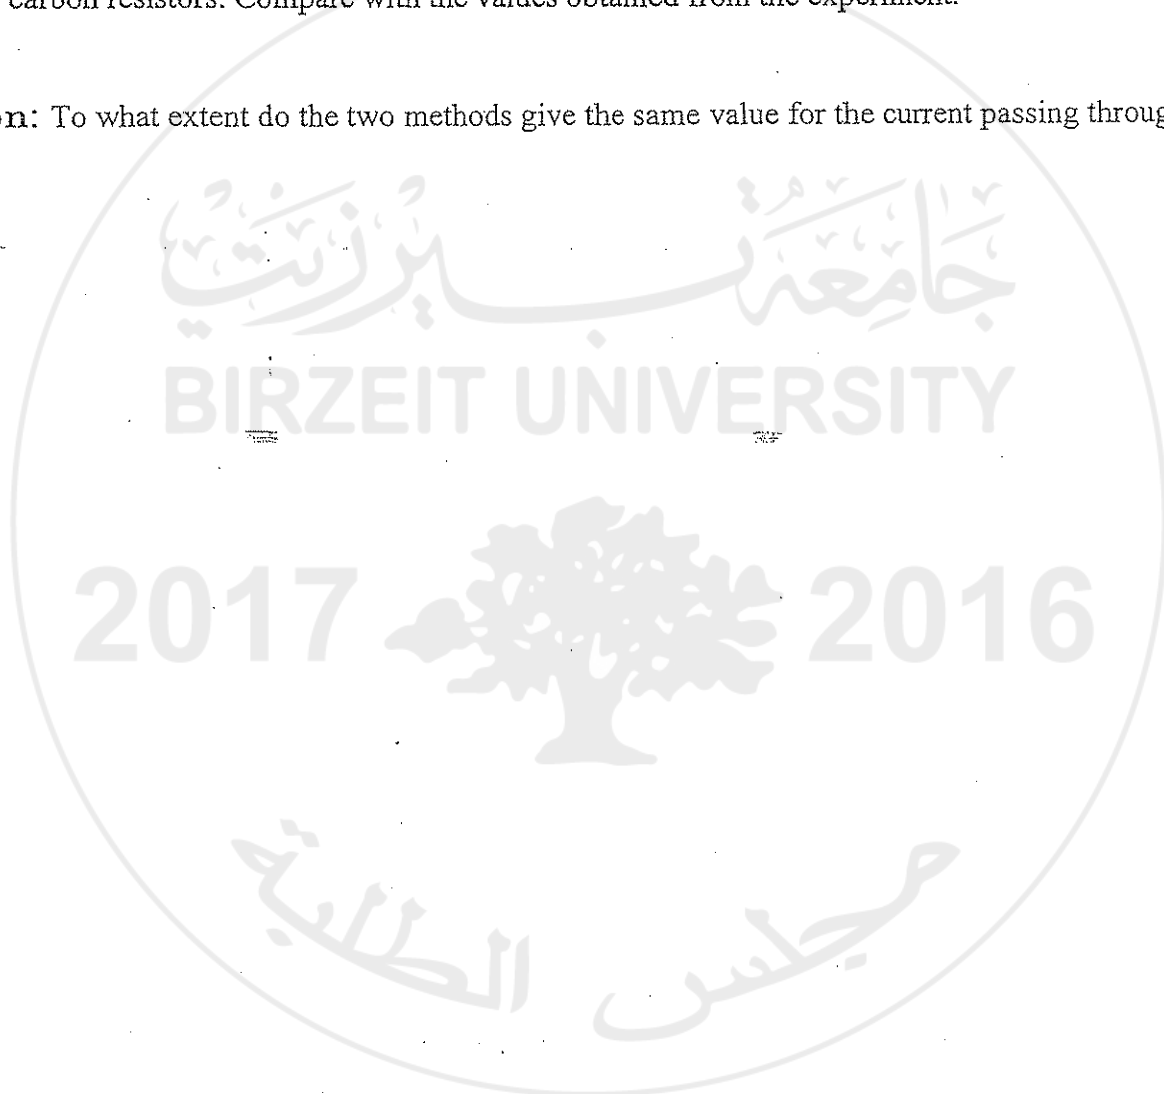 carbon resistors. Compare with the values obtained from the experiment.
n: To what extent do the two methods give the same value for the current passing throug
جامعة بيرزيت
BIRZEIT UNIVERSITY
2017 2016
مجلس الطلبة